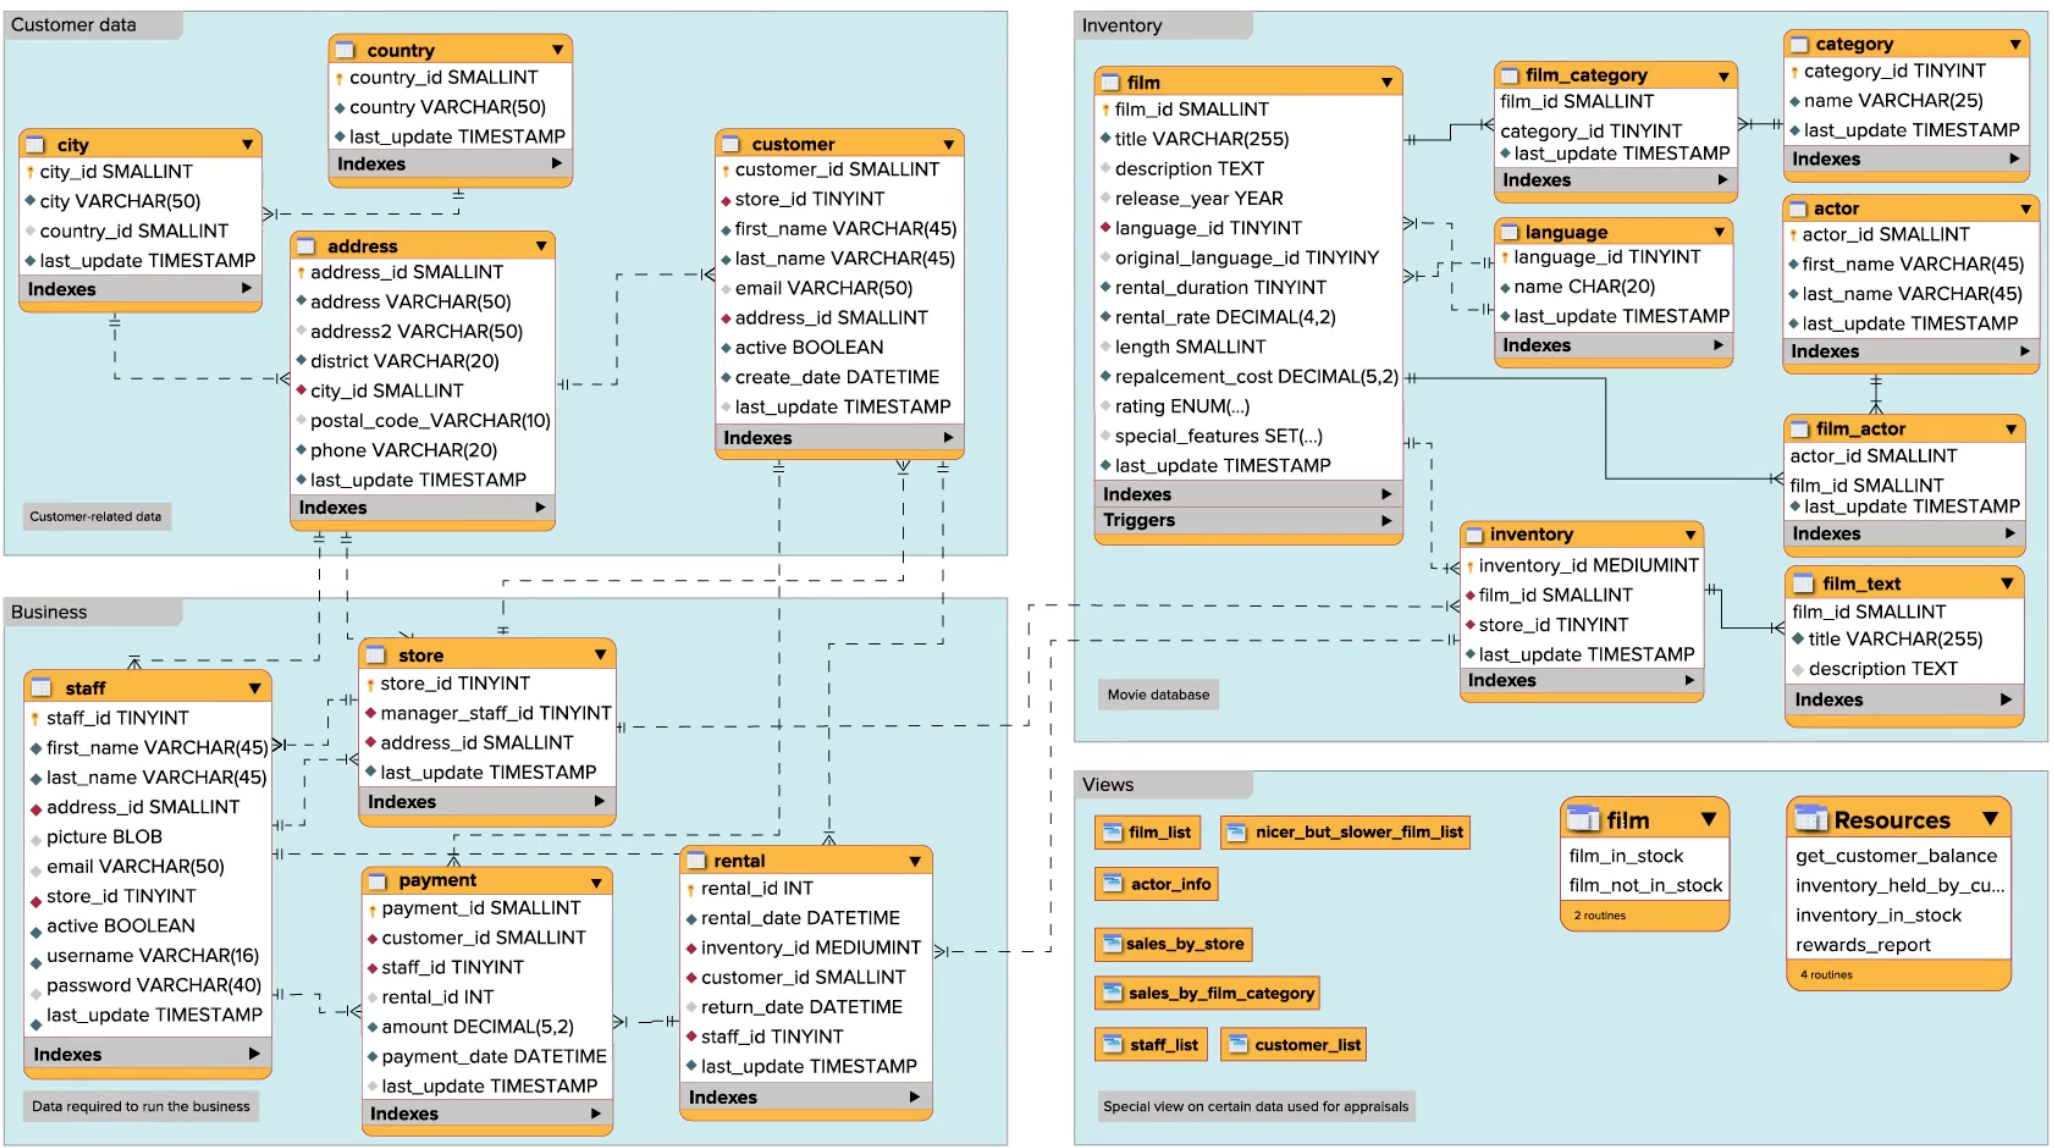 Customer data
country
country_id SMALLINT
country VARCHAR(50)
last_update TIMESTAMP
Indexes
city
city_id SMALLINT
city VARCHAR(50)
country_id SMALLINT
last_update TIMESTAMP
Indexes
address
address_id SMALLINT
address VARCHAR(50)
address2 VARCHAR(50)
district VARCHAR(20)
city_id SMALLINT
postal_code_VARCHAR(10)
phone VARCHAR(20)
last_update TIMESTAMP
Indexes
customer
customer_id SMALLINT
store_id TINYINT
first_name VARCHAR(45)
last_name VARCHAR(45)
email VARCHAR(50)
address_id SMALLINT
active BOOLEAN
create_date DATETIME
last_update TIMESTAMP
Indexes
Customer-related data
Business
staff
staff_id TINYINT
first_name VARCHAR(45)
last_name VARCHAR(45)
address_id SMALLINT
picture BLOB
email VARCHAR(50)
store_id TINYINT
active BOOLEAN
username VARCHAR(16)
password VARCHAR(40)
last_update TIMESTAMP
Indexes
store
store_id TINYINT
manager_staff_id TINYINT
address_id SMALLINT
last_update TIMESTAMP
Indexes
payment
payment_id SMALLINT
customer_id SMALLINT
staff_id TINYINT
rental_id INT
amount DECIMAL(5,2)
payment_date DATETIME
last_update TIMESTAMP
Indexes
rental
rental_id INT
rental_date DATETIME
inventory_id MEDIUMINT
customer_id SMALLINT
return_date DATETIME
staff_id TINYINT
last_update TIMESTAMP
Indexes
Data required to run the business
Inventory
film
film_id SMALLINT
title VARCHAR(255)
description TEXT
release_year YEAR
language_id TINYINT
original_language_id TINYINY
rental_duration TINYINT
rental_rate DECIMAL(4,2)
length SMALLINT
repalcement_cost DECIMAL(5,2)
rating ENUM(...)
special_features SET(...)
last_update TIMESTAMP
Indexes
Triggers
film_category
film_id SMALLINT
category_id TINYINT
last_update TIMESTAMP
Indexes
category
category_id TINYINT
name VARCHAR(25)
last_update TIMESTAMP
Indexes
language
language_id TINYINT
name CHAR(20)
last_update TIMESTAMP
Indexes
actor
actor_id SMALLINT
first_name VARCHAR(45)
last_name VARCHAR(45)
last_update TIMESTAMP
Indexes
film_actor
actor_id SMALLINT
film_id SMALLINT
last_update TIMESTAMP
Indexes
inventory
inventory_id MEDIUMINT
film_id SMALLINT
store_id TINYINT
last_update TIMESTAMP
Indexes
film_text
film_id SMALLINT
title VARCHAR(255)
description TEXT
Indexes
Movie database
Views
film_list
nicer_but_slower_film_list
actor_info
sales_by_store
sales_by_film_category
staff_list
customer_list
film
film_in_stock
film_not_in_stock
2 routines
Resources
get_customer_balance
inventory_held_by_cu...
inventory_in_stock
rewards_report
4 routines
Special view on certain data used for appraisals